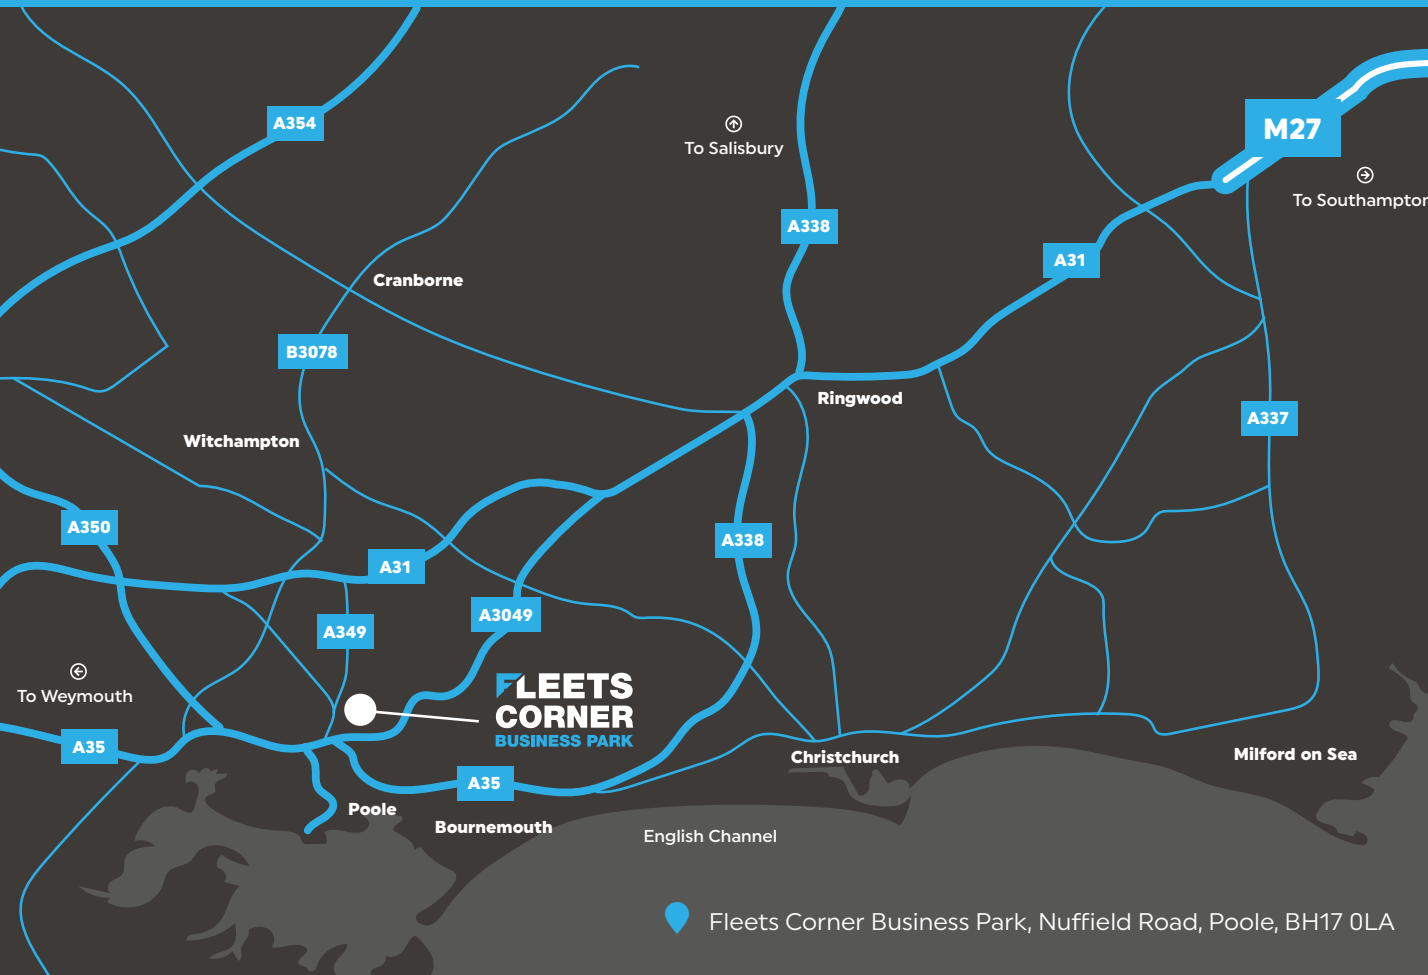 A354
M27
To Salisbury
To Southampton
A338
A31
Cranborne
B3078
Ringwood
A337
Witchampton
A350
A338
A31
A3049
A349
To Weymouth
FLEETS
CORNER
BUSINESS PARK
A35
Christchurch
Milford on Sea
A35
Poole
Bournemouth
English Channel
Fleets Corner Business Park, Nuffield Road, Poole, BH17 0LA